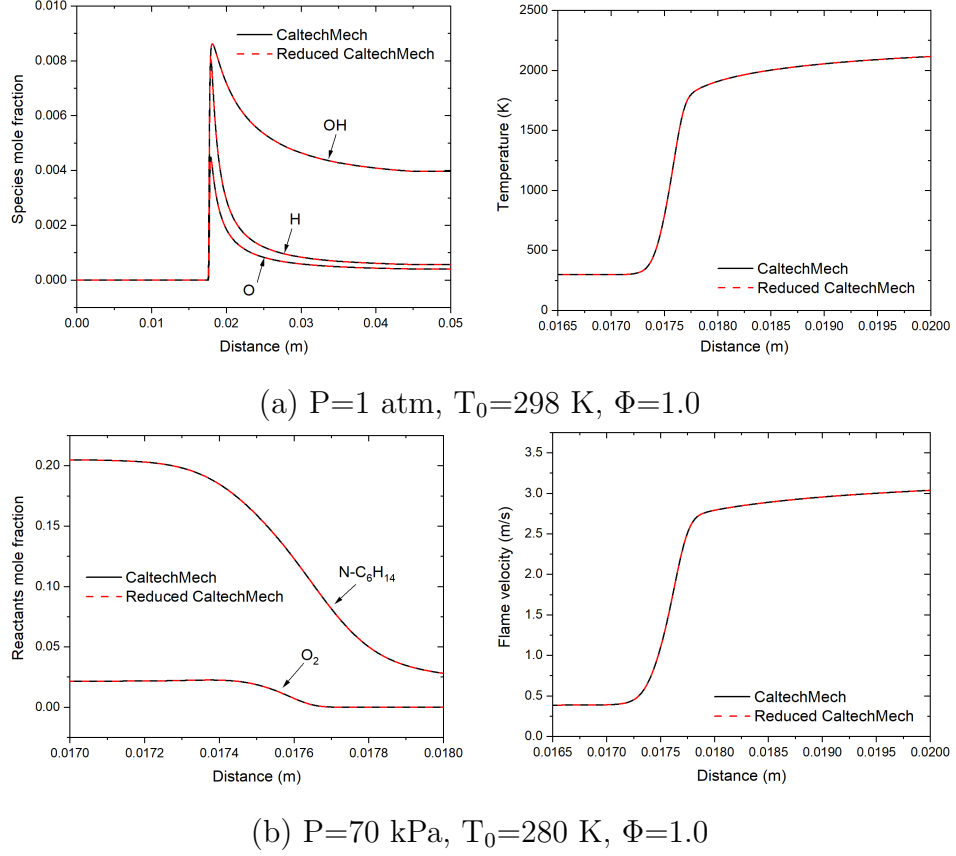 0.010
0.008
0.006
0.004
0.002
0.000
Species mole fraction
CaltechMech
Reduced CaltechMech
OH
H
O
0.00 0.01 0.02 0.03 0.04 0.05
Distance (m)
2500
2000
1500
1000
500
0
Temperature (K)
CaltechMech
Reduced CaltechMech
0.0165 0.0170 0.0175 0.0180 0.0185 0.0190 0.0195 0.0200
Distance (m)
(a) P=1 atm, T₀=298 K, Φ=1.0
0.20
0.15
0.10
0.05
0.00
Reactants mole fraction
CaltechMech
Reduced CaltechMech
N-C₆H₁₄
O₂
0.0170 0.0172 0.0174 0.0176 0.0178 0.0180
Distance (m)
3.5
3.0
2.5
2.0
1.5
1.0
0.5
0.0
Flame velocity (m/s)
CaltechMech
Reduced CaltechMech
0.0165 0.0170 0.0175 0.0180 0.0185 0.0190 0.0195 0.0200
Distance (m)
(b) P=70 kPa, T₀=280 K, Φ=1.0